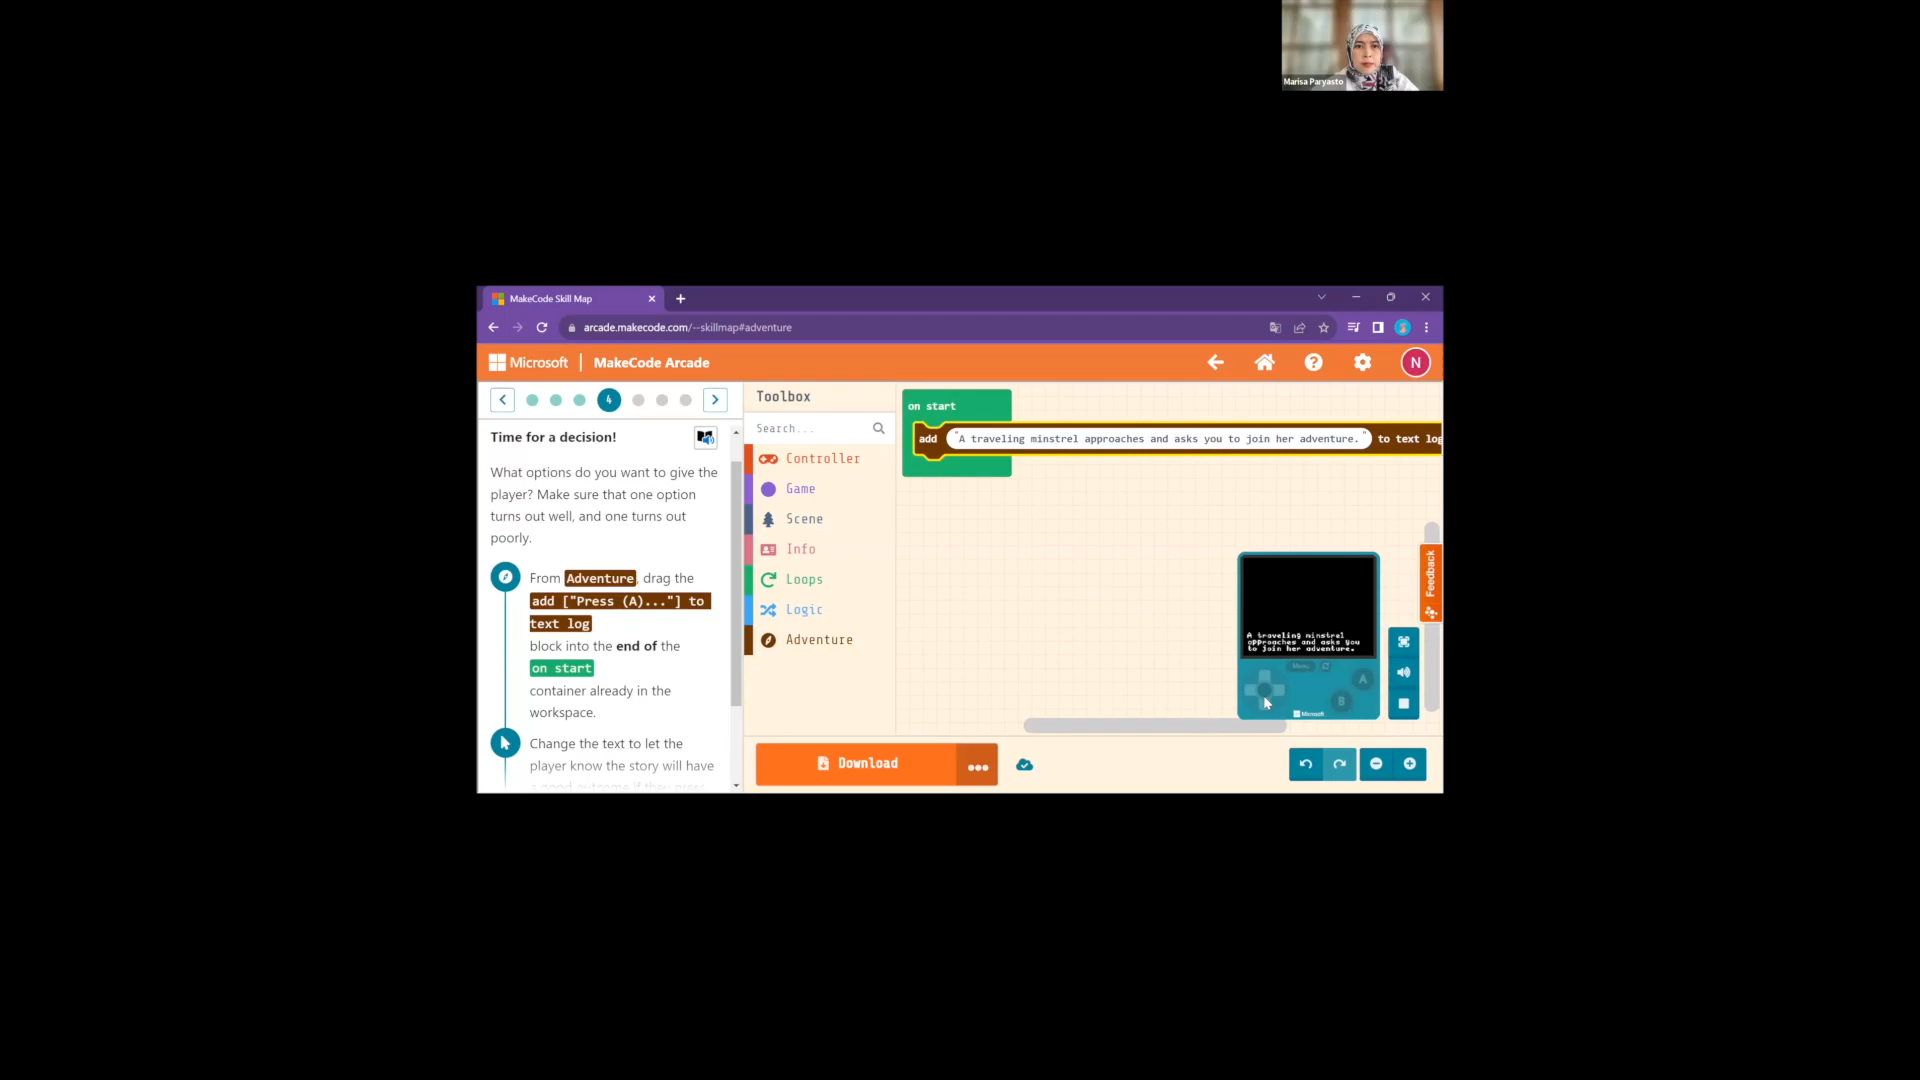 Marisa Paryasto
MakeCode Skill Map
arcade.makecode.com/--skillmap#adventure
Microsoft | MakeCode Arcade
N
4
Time for a decision!
What options do you want to give the
player? Make sure that one option
turns out well, and one turns out
poorly.
From Adventure, drag the
add ["Press (A)..."] to
text log
block into the end of the
on start
container already in the
workspace.
Change the text to let the
player know the story will have
a good outcome if they press
Toolbox
Search...
Controller
Game
Scene
Info
Loops
Logic
Adventure
on start
add "A traveling minstrel approaches and asks you to join her adventure." to text log
A traveling minstrel
approaches and asks you
to join her adventure.
Menu
A
B
Microsoft
Feedback
Download